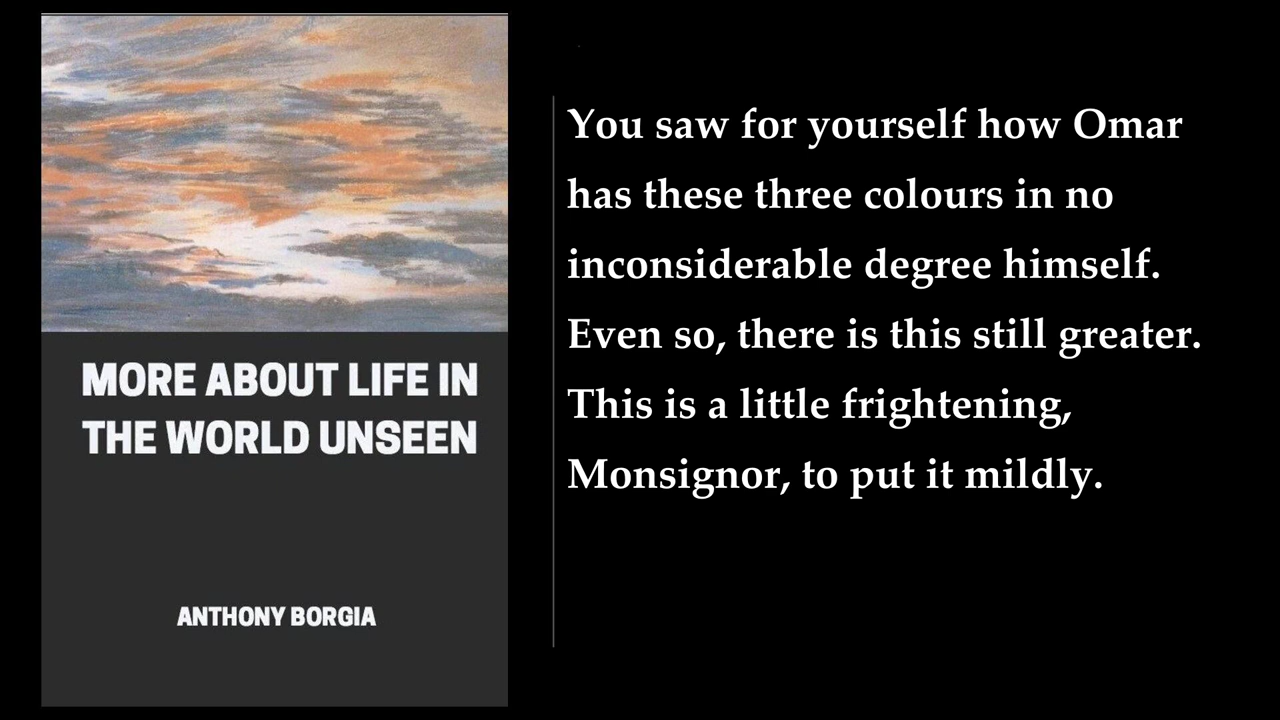 MORE ABOUT LIFE IN
THE WORLD UNSEEN
ANTHONY BORGIA
You saw for yourself how Omar
has these three colours in no
inconsiderable degree himself.
Even so, there is this still greater.
This is a little frightening,
Monsignor, to put it mildly.